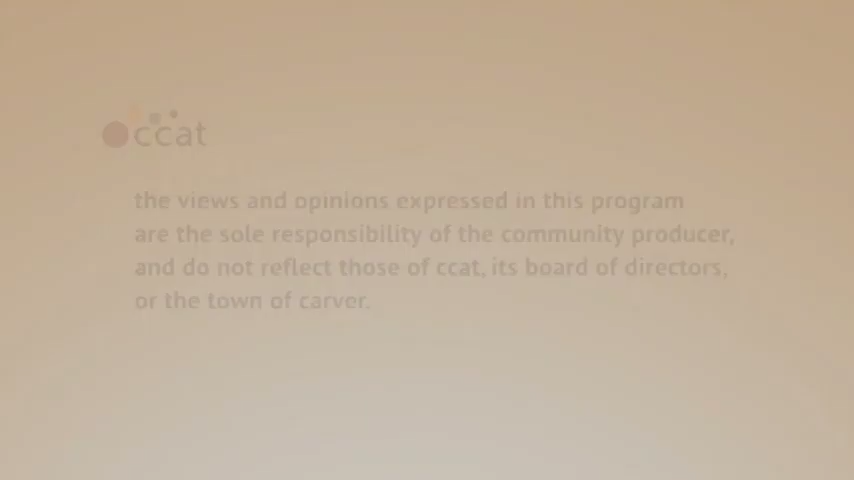 ccat
the views and opinions expressed in this program
are the sole responsibility of the community producer,
and do not reflect those of ccat, its board of directors,
or the town of carver.